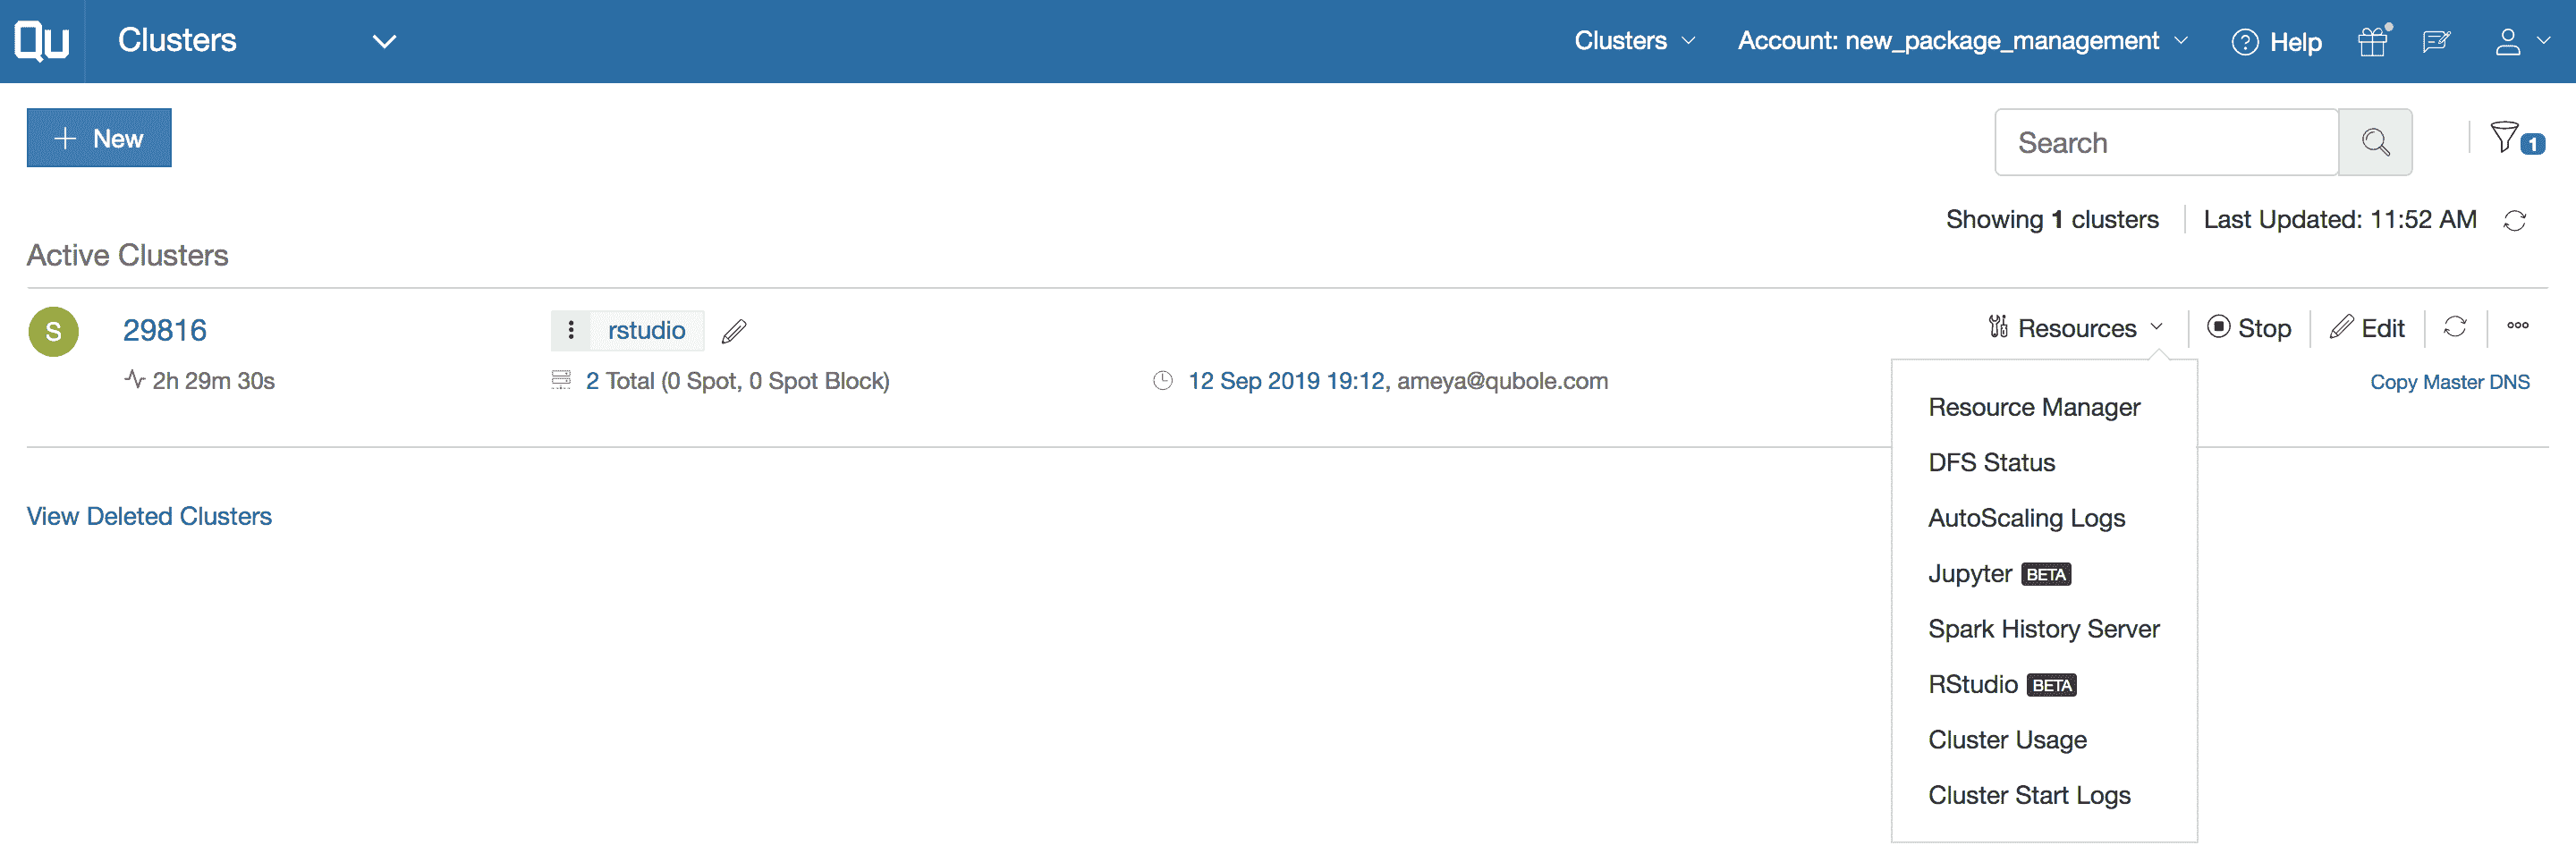 Qu Clusters Clusters Account: new_package_management Help
New Search 1
Showing 1 clusters Last Updated: 11:52 AM
Active Clusters
S 29816 rstudio Resources Stop Edit
2h 29m 30s 2 Total (0 Spot, 0 Spot Block) 12 Sep 2019 19:12, ameya@qubole.com Copy Master DNS
Resource Manager
DFS Status
AutoScaling Logs
Jupyter BETA
Spark History Server
RStudio BETA
Cluster Usage
Cluster Start Logs
View Deleted Clusters